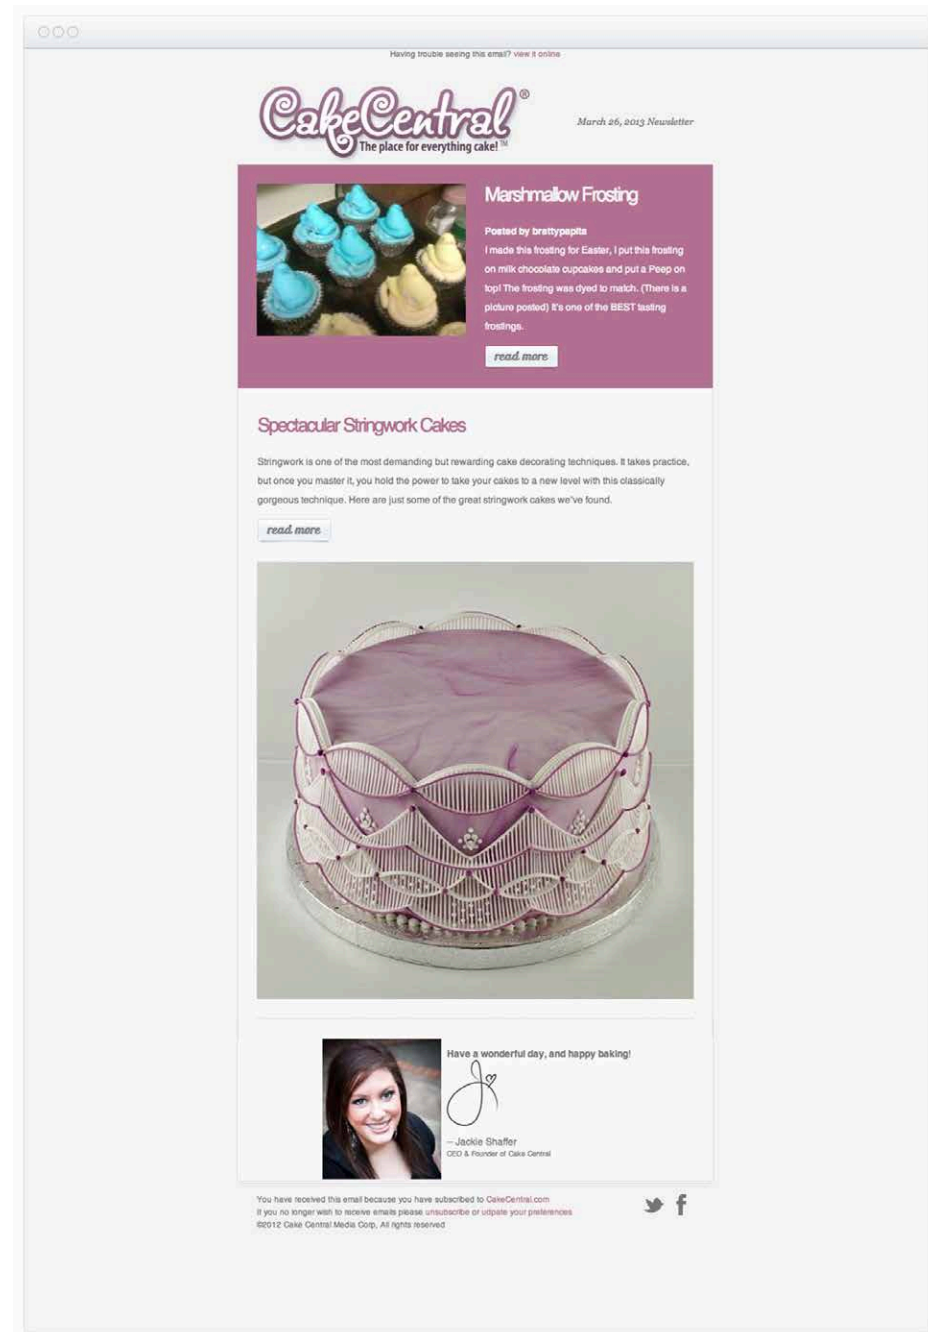 Having trouble seeing this email? view it online
CakeCentral®
The place for everything cake!™
March 26, 2013 Newsletter
Marshmallow Frosting
Posted by brattypapita
I made this frosting for Easter, I put this frosting
on milk chocolate cupcakes and put a Peep on
top! The frosting was dyed to match. (There is a
picture posted) It's one of the BEST tasting
frostings.
read more
Spectacular Stringwork Cakes
Stringwork is one of the most demanding but rewarding cake decorating techniques. It takes practice,
but once you master it, you hold the power to take your cakes to a new level with this classically
gorgeous technique. Here are just some of the great stringwork cakes we've found.
read more
Have a wonderful day, and happy baking!
J
– Jackie Shaffer
CEO & Founder of Cake Central
You have received this email because you have subscribed to CakeCentral.com
If you no longer wish to receive emails please unsubscribe or udpate your preferences
©2012 Cake Central Media Corp, All rights reserved